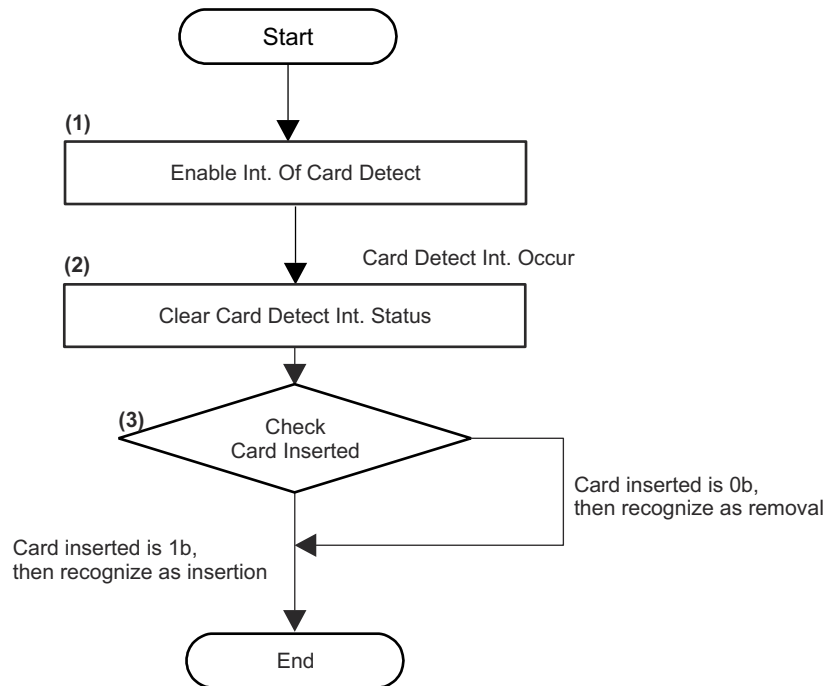 Start
(1)
Enable Int. Of Card Detect
Card Detect Int. Occur
(2)
Clear Card Detect Int. Status
(3)
Check
Card Inserted
Card inserted is 0b,
then recognize as removal
Card inserted is 1b,
then recognize as insertion
End